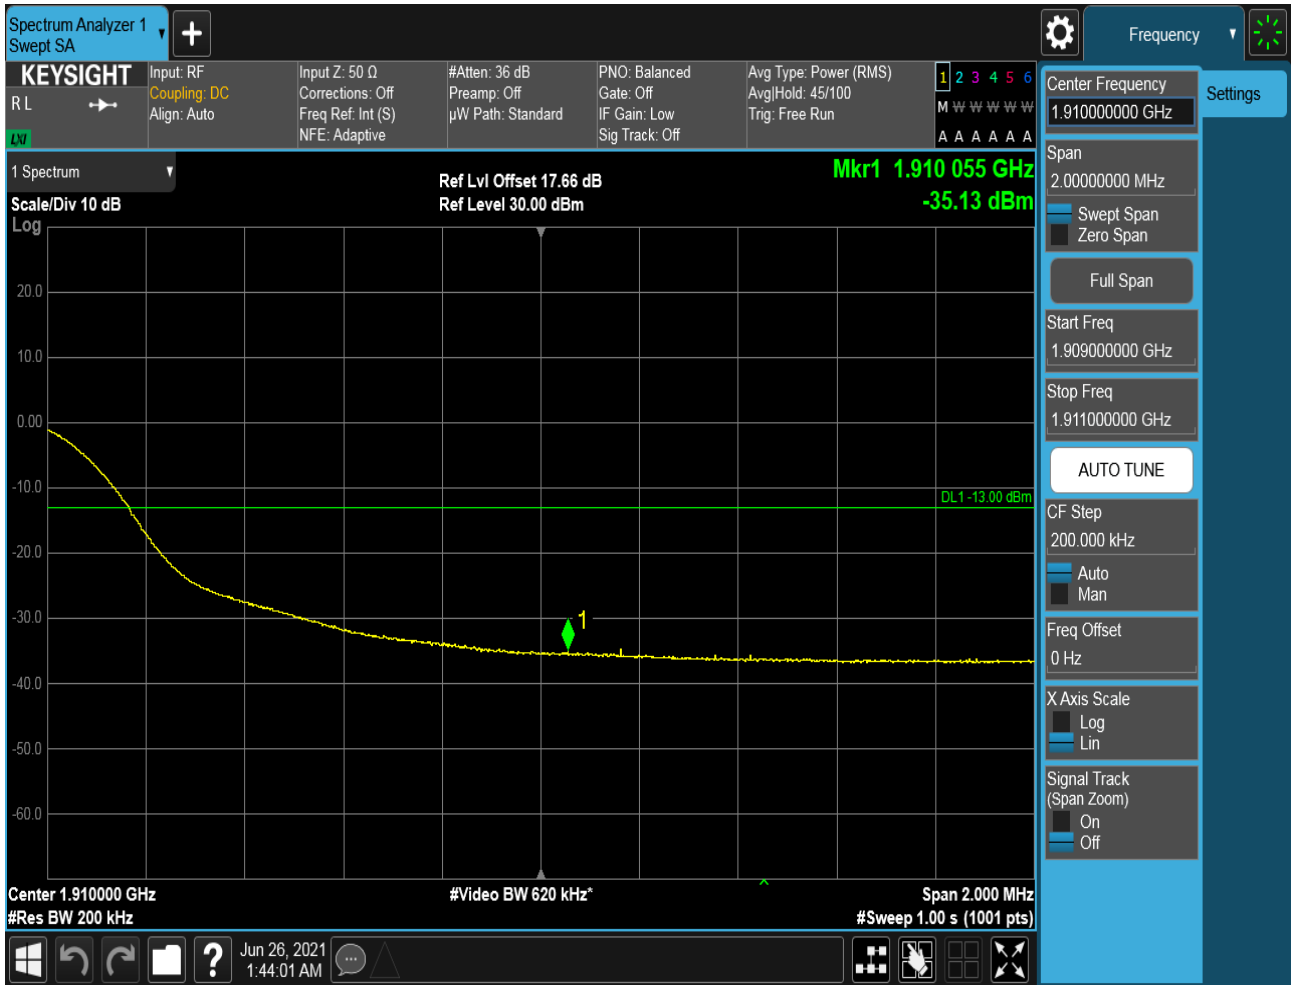 Spectrum Analyzer 1
Swept SA
Frequency
KEYSIGHT
R L
LXI
Input: RF
Coupling: DC
Align: Auto
Input Z: 50 Ω
Corrections: Off
Freq Ref: Int (S)
NFE: Adaptive
#Atten: 36 dB
Preamp: Off
µW Path: Standard
PNO: Balanced
Gate: Off
IF Gain: Low
Sig Track: Off
Avg Type: Power (RMS)
Avg|Hold: 45/100
Trig: Free Run
1 2 3 4 5 6
M W W W W W
A A A A A A
1 Spectrum
Scale/Div 10 dB
Log
Ref Lvl Offset 17.66 dB
Ref Level 30.00 dBm
Mkr1 1.910 055 GHz
-35.13 dBm
20.0
10.0
0.00
-10.0
DL1 -13.00 dBm
-20.0
-30.0
1
-40.0
-50.0
-60.0
Center 1.910000 GHz
#Res BW 200 kHz
#Video BW 620 kHz*
Span 2.000 MHz
#Sweep 1.00 s (1001 pts)
Center Frequency
1.910000000 GHz
Settings
Span
2.00000000 MHz
Swept Span
Zero Span
Full Span
Start Freq
1.909000000 GHz
Stop Freq
1.911000000 GHz
AUTO TUNE
CF Step
200.000 kHz
Auto
Man
Freq Offset
0 Hz
X Axis Scale
Log
Lin
Signal Track
(Span Zoom)
On
Off
?
Jun 26, 2021
1:44:01 AM